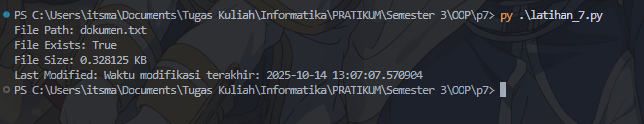 PS C:\Users\itsma\Documents\Tugas Kuliah\Informatika\PRATIKUM\Semester 3\OOP\p7> py .\latihan_7.py
File Path: dokumen.txt
File Exists: True
File Size: 0.328125 KB
Last Modified: Waktu modifikasi terakhir: 2025-10-14 13:07:07.570904
PS C:\Users\itsma\Documents\Tugas Kuliah\Informatika\PRATIKUM\Semester 3\OOP\p7>